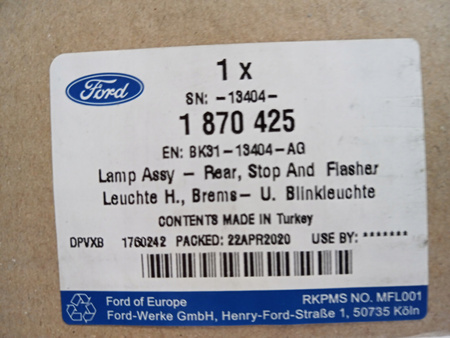 Ford
1 x
SN: -13404-
1 870 425
EN: BK31-13404-AG
Lamp Assy - Rear, Stop And Flasher
Leuchte H., Brems- U. Blinkleuchte
CONTENTS MADE IN Turkey
DPVXB 1760242 PACKED: 22APR2020 USE BY: *******
Ford of Europe RKPMS NO. MFL001
Ford-Werke GmbH, Henry-Ford-Straße 1, 50735 Köln